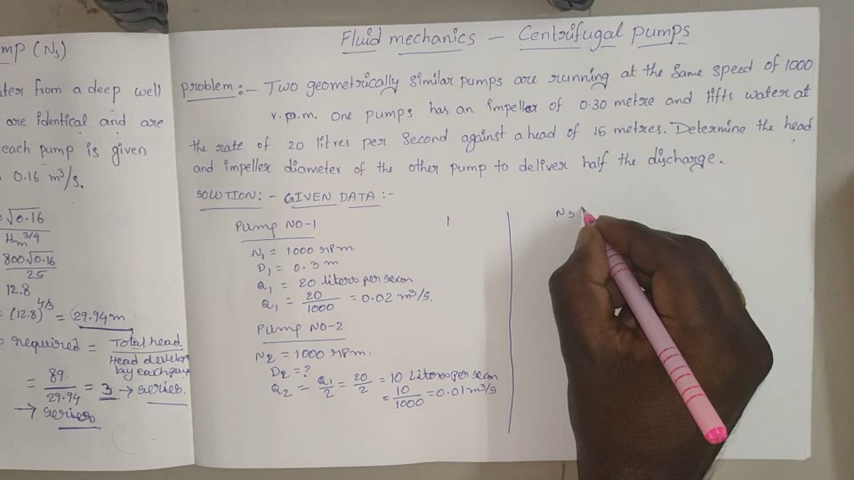 mp (Ns)
ter from a deep well
are identical and are
each pump is given
0.16 m³/s.
√0.16
Hm^3/4
800√0.16
25
12.8
= (12.8)^4/3 = 29.94m
required = Total head
Head develop
by each pump
= 89/29.94 = 3 → series.
→ series
Fluid mechanics - Centrifugal pumps
problem:- Two geometrically similar pumps are running at the same speed of 1000
r.p.m. one pumps has an impeller of 0.30 metre and lifts water at
the rate of 20 litres per second against a head of 15 metres. Determine the head
and impeller diameter of the other pump to deliver half the discharge.
SOLUTION:- GIVEN DATA:-
Pump NO-1
N₁ = 1000 rpm.
D₁ = 0.3 m
Q₁ = 20 liters per secon
Q₁ = 20/1000 = 0.02 m³/s.
Pump NO-2
N₂ = 1000 rpm.
D₂ = ?
Q₂ = Q₁/2 = 20/2 = 10 Liters per secon
= 10/1000 = 0.01 m³/s
Ns